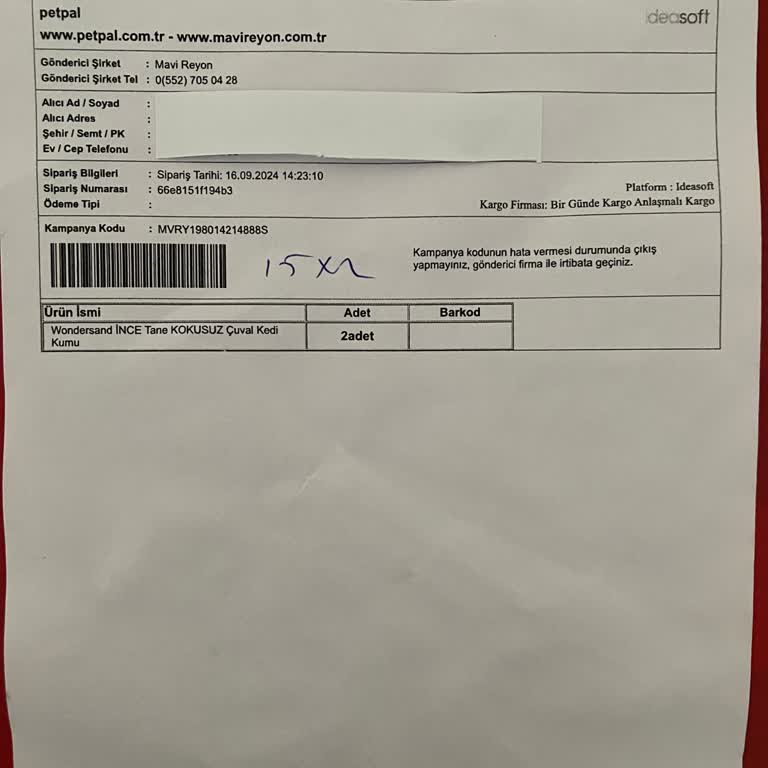 petpal
ideasoft
www.petpal.com.tr - www.mavireyon.com.tr
Gönderici Şirket : Mavi Reyon
Gönderici Şirket Tel : 0(552) 705 04 28
Alıcı Ad / Soyad :
Alıcı Adres :
Şehir / Semt / PK :
Ev / Cep Telefonu :
Sipariş Bilgileri : Sipariş Tarihi: 16.09.2024 14:23:10
Sipariş Numarası : 66e8151f194b3
Platform : Ideasoft
Ödeme Tipi :
Kargo Firması: Bir Günde Kargo Anlaşmalı Kargo
Kampanya Kodu : MVRY198014214888S
15x2
Kampanya kodunun hata vermesi durumunda çıkış
yapmayınız, gönderici firma ile irtibata geçiniz.
Ürün İsmi Adet Barkod
Wondersand İNCE Tane KOKUSUZ Çuval Kedi
Kumu
2adet